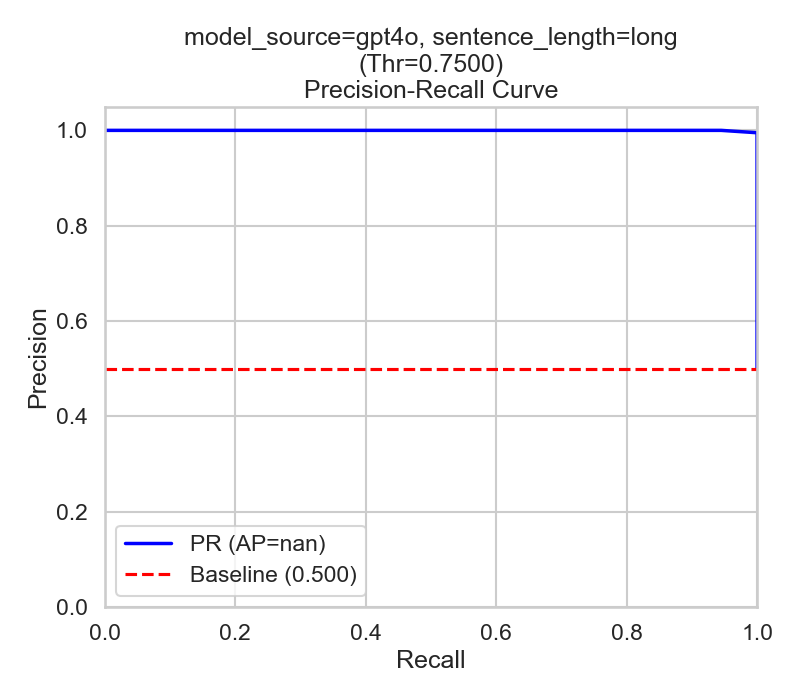 model_source=gpt4o, sentence_length=long
(Thr=0.7500)
Precision-Recall Curve
1.0
0.8
0.6
0.4
0.2
0.0
Precision
PR (AP=nan)
Baseline (0.500)
0.0 0.2 0.4 0.6 0.8 1.0
Recall